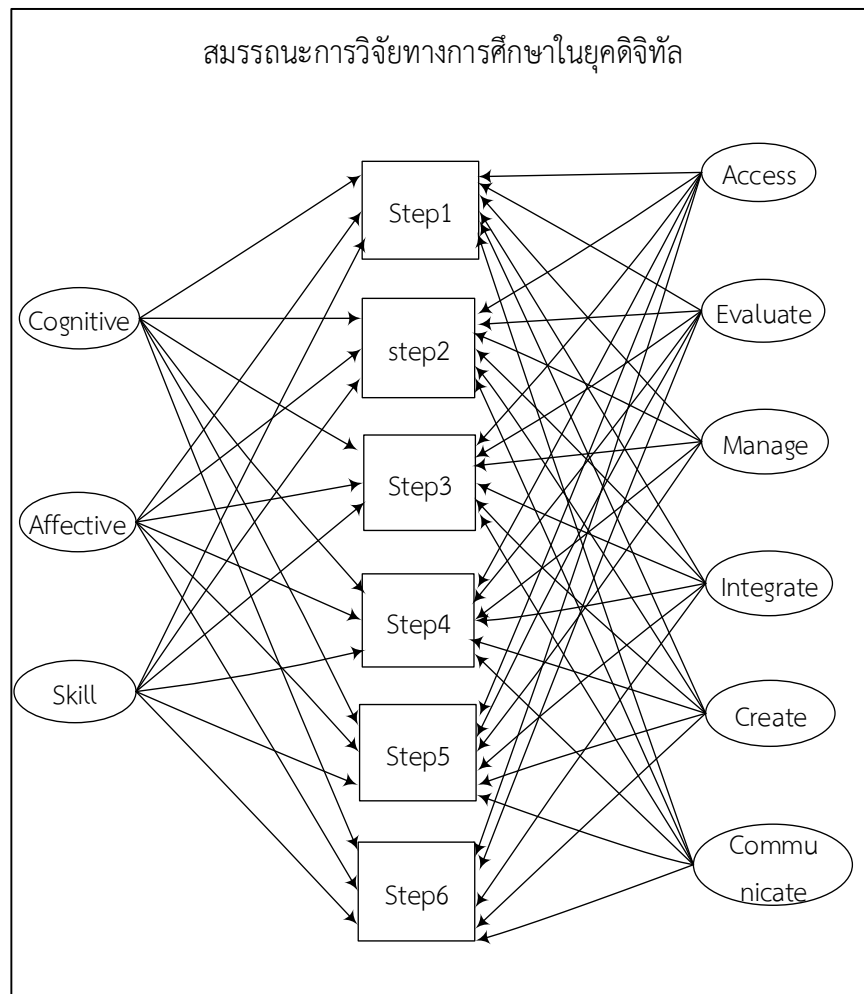 สมรรถนะการวิจัยทางการศึกษาในยุคดิจิทัล
Step1
step2
Step3
Step4
Step5
Step6
Cognitive
Affective
Skill
Access
Evaluate
Manage
Integrate
Create
Commu
nicate